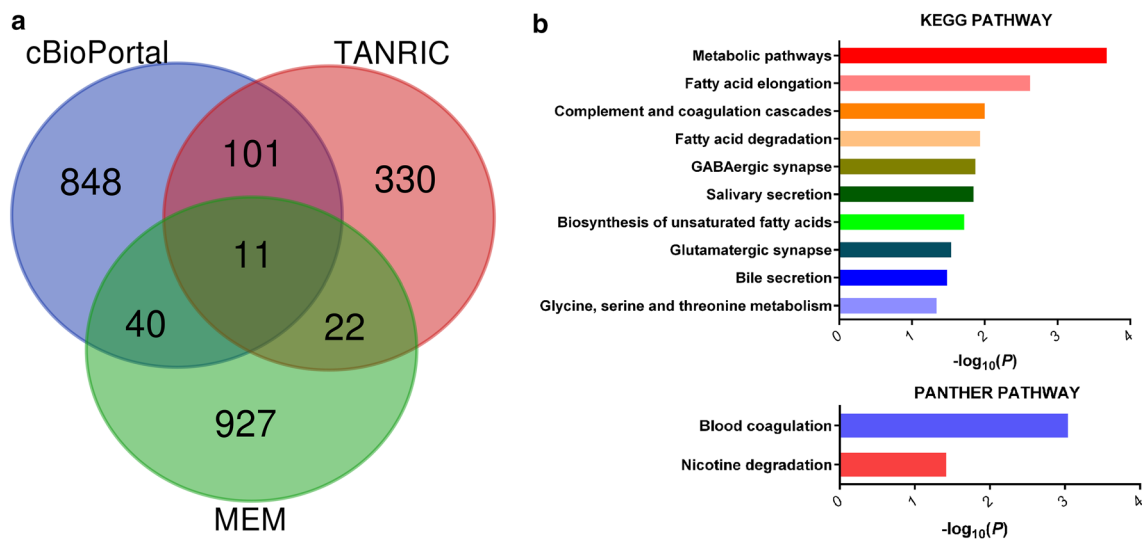 a
cBioPortal
TANRIC
848
101
330
11
40
22
927
MEM
b
KEGG PATHWAY
Metabolic pathways
Fatty acid elongation
Complement and coagulation cascades
Fatty acid degradation
GABAergic synapse
Salivary secretion
Biosynthesis of unsaturated fatty acids
Glutamatergic synapse
Bile secretion
Glycine, serine and threonine metabolism
0 1 2 3 4
-log10(P)
PANTHER PATHWAY
Blood coagulation
Nicotine degradation
0 1 2 3 4
-log10(P)